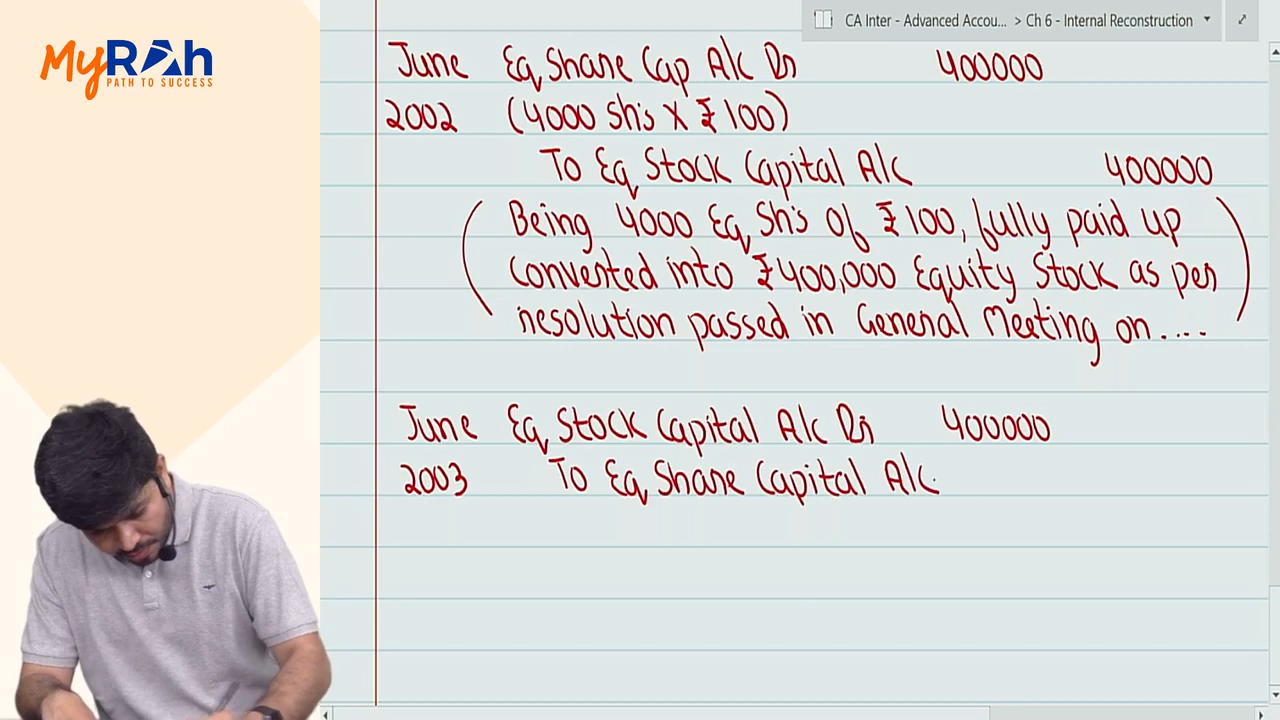 MyRAh
PATH TO SUCCESS
CA Inter - Advanced Accou... > Ch 6 - Internal Reconstruction
June Eq Share Cap A/c Dr 400000
2002 (4000 Sh's X ₹100)
To Eq Stock Capital A/c 400000
(Being 4000 Eq Sh's Of ₹100, fully paid up
converted into ₹400,000 Equity Stock as per
resolution passed in General Meeting on....)
June Eq Stock Capital A/c Dr 400000
2003 To Eq Share Capital A/c.